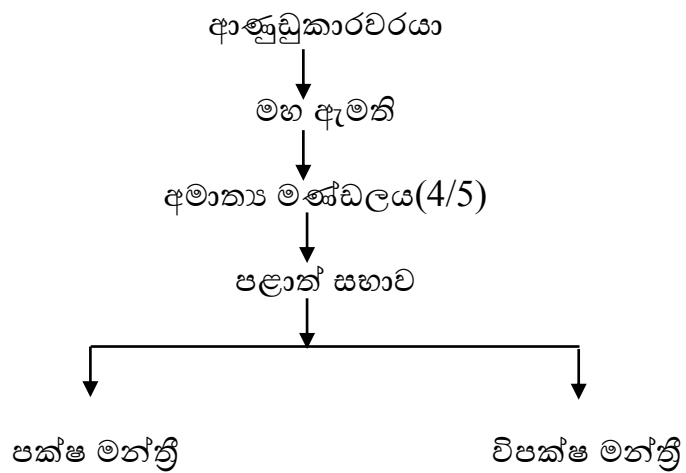 ආණුඩුකාරවරයා
මහ ඇමති
අමාත්‍ය මණ්ඩලය(4/5)
පළාත් සභාව
පක්ෂ මන්ත්‍රී
විපක්ෂ මන්ත්‍රී